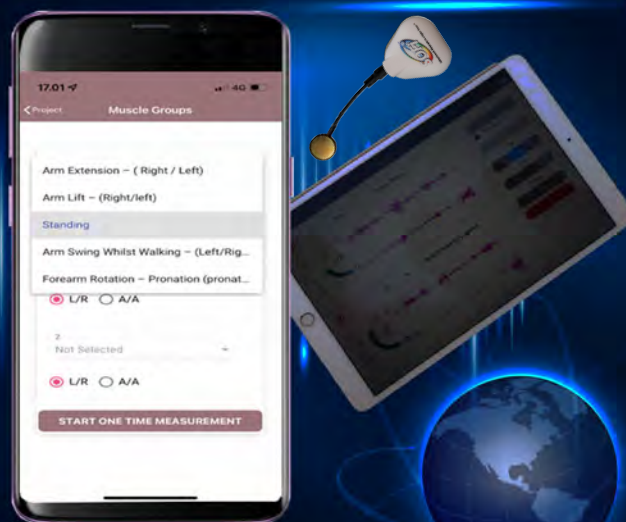 17.01 4G
Project Muscle Groups
Arm Extension – ( Right / Left)
Arm Lift – (Right/left)
Standing
Arm Swing Whilst Walking – (Left/Rig...
Forearm Rotation – Pronation (pronat...
L/R A/A
2
Not Selected
L/R A/A
START ONE TIME MEASUREMENT